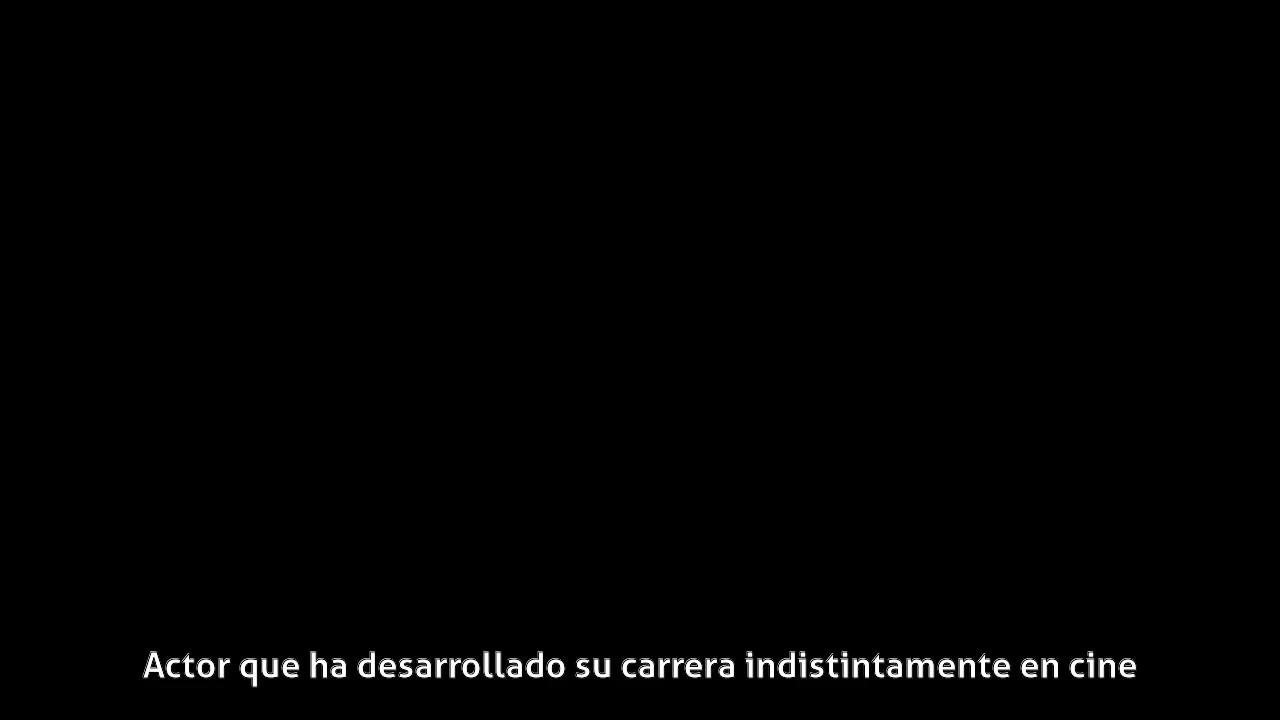 Actor que ha desarrollado su carrera indistintamente en cine